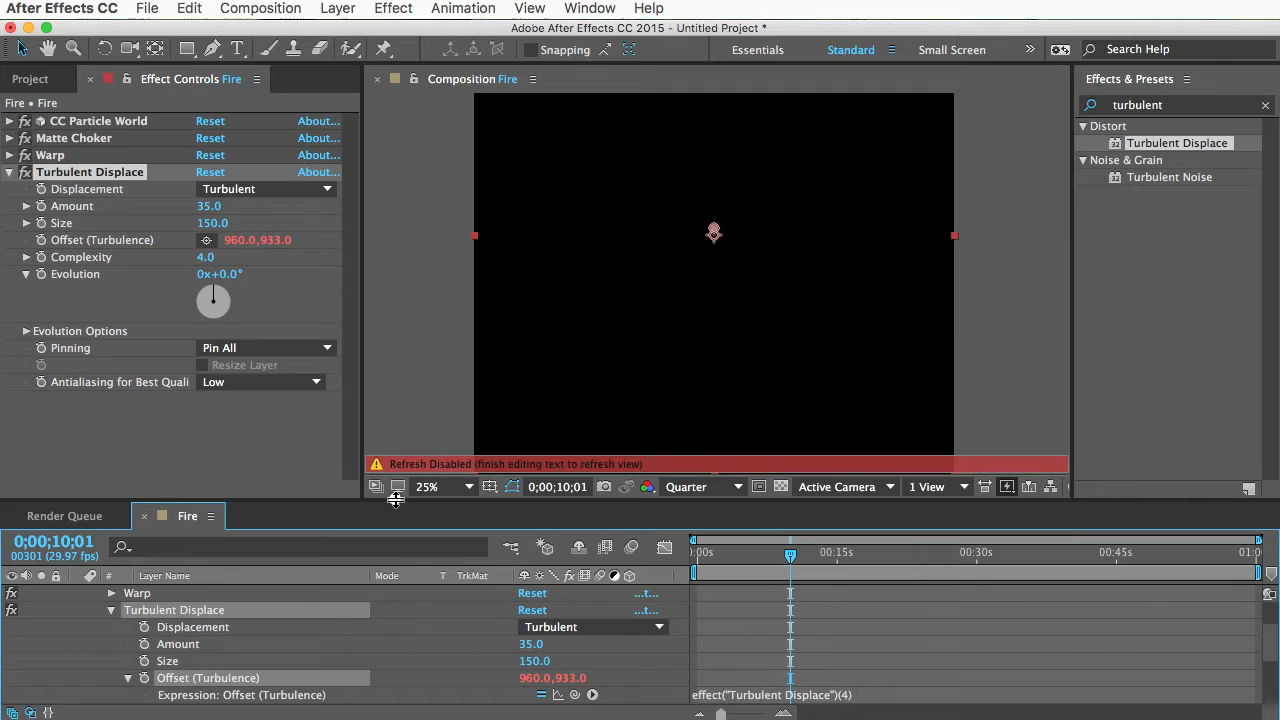 After Effects CC File Edit Composition Layer Effect Animation View Window Help
Adobe After Effects CC 2015 - Untitled Project *
Snapping Essentials Standard Small Screen Search Help
Project Effect Controls Fire
Fire • Fire
CC Particle World Reset About...
Matte Choker Reset About...
Warp Reset About...
Turbulent Displace Reset About...
Displacement Turbulent
Amount 35.0
Size 150.0
Offset (Turbulence) 960.0,933.0
Complexity 4.0
Evolution 0x+0.0°
Evolution Options
Pinning Pin All
Resize Layer
Antialiasing for Best Quali Low
Composition Fire
Refresh Disabled (finish editing text to refresh view)
25% 0;00;10;01 Quarter Active Camera 1 View
Effects & Presets
turbulent
Distort
32 Turbulent Displace
Noise & Grain
32 Turbulent Noise
Render Queue Fire
0;00;10;01
00301 (29.97 fps)
0:00s 00:15s 00:30s 00:45s 01:0
# Layer Name Mode T TrkMat
fx Warp Reset ...t...
fx Turbulent Displace Reset ...t...
Displacement Turbulent
Amount 35.0
Size 150.0
Offset (Turbulence) 960.0,933.0
Expression: Offset (Turbulence) effect("Turbulent Displace")(4)